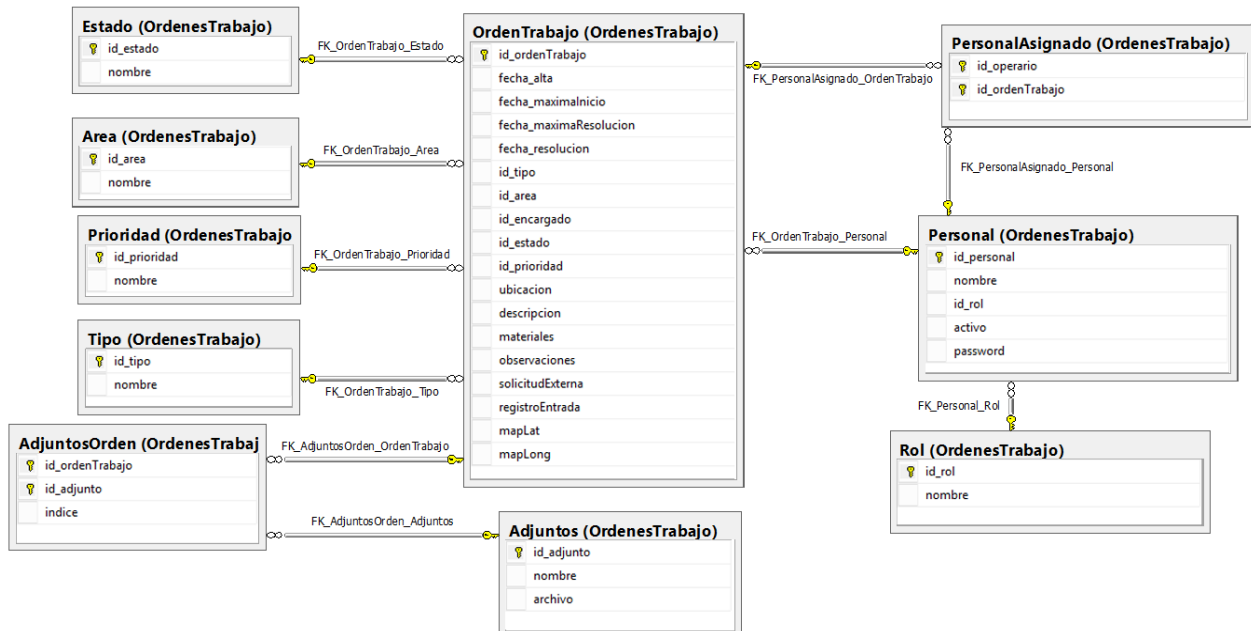 Estado (OrdenesTrabajo)
id_estado
nombre
FK_OrdenTrabajo_Estado
Area (OrdenesTrabajo)
id_area
nombre
FK_OrdenTrabajo_Area
Prioridad (OrdenesTrabajo
id_prioridad
nombre
FK_OrdenTrabajo_Prioridad
Tipo (OrdenesTrabajo)
id_tipo
nombre
FK_OrdenTrabajo_Tipo
AdjuntosOrden (OrdenesTrabaj
id_ordenTrabajo
id_adjunto
indice
FK_AdjuntosOrden_OrdenTrabajo
FK_AdjuntosOrden_Adjuntos
OrdenTrabajo (OrdenesTrabajo)
id_ordenTrabajo
fecha_alta
fecha_maximaInicio
fecha_maximaResolucion
fecha_resolucion
id_tipo
id_area
id_encargado
id_estado
id_prioridad
ubicacion
descripcion
materiales
observaciones
solicitudExterna
registroEntrada
mapLat
mapLong
Adjuntos (OrdenesTrabajo)
id_adjunto
nombre
archivo
FK_PersonalAsignado_OrdenTrabajo
PersonalAsignado (OrdenesTrabajo)
id_operario
id_ordenTrabajo
FK_PersonalAsignado_Personal
FK_OrdenTrabajo_Personal
Personal (OrdenesTrabajo)
id_personal
nombre
id_rol
activo
password
FK_Personal_Rol
Rol (OrdenesTrabajo)
id_rol
nombre